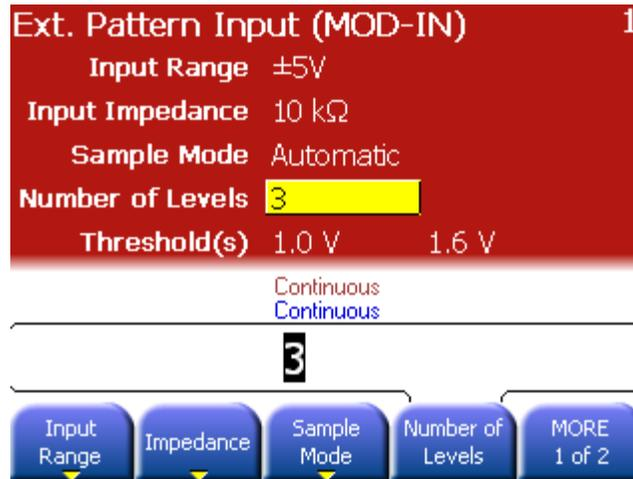 Ext. Pattern Input (MOD-IN) 1
Input Range ±5V
Input Impedance 10 kΩ
Sample Mode Automatic
Number of Levels 3
Threshold(s) 1.0 V 1.6 V
Continuous
Continuous
3
Input Range
Impedance
Sample Mode
Number of Levels
MORE 1 of 2